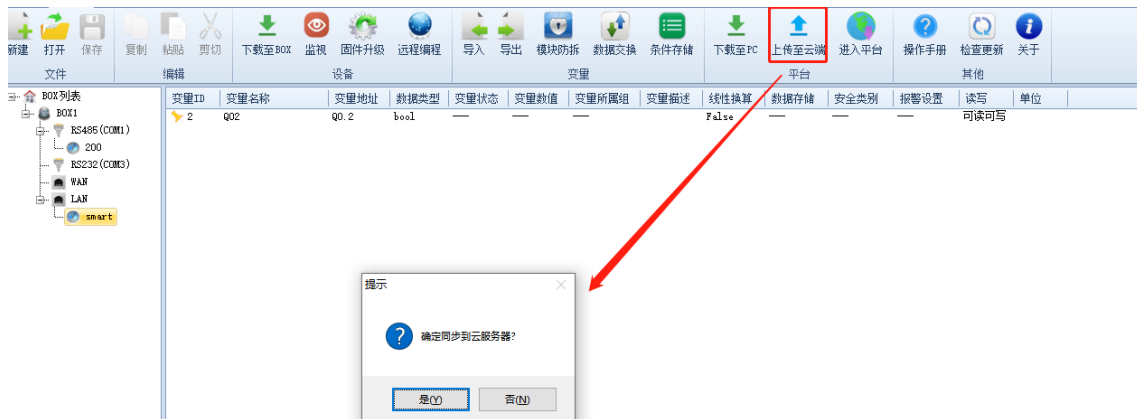 新建 打开 保存 复制 粘贴 剪切 下载至BOX 监视 固件升级 远程编程 导入 导出 模块防拆 数据交换 条件存储 下载至PC 上传至云端 进入平台 操作手册 检查更新 关于
文件 编辑 设备 变量 平台 其他
BOX列表
BOX1
RS485(COM1)
200
RS232(COM3)
WAN
LAN
smart
变量ID 变量名称 变量地址 数据类型 变量状态 变量数值 变量所属组 变量描述 线性换算 数据存储 安全类别 报警设置 读写 单位
2 Q02 Q0.2 bool —— —— —— False —— —— —— 可读可写
提示
确定同步到云服务器?
是(Y) 否(N)